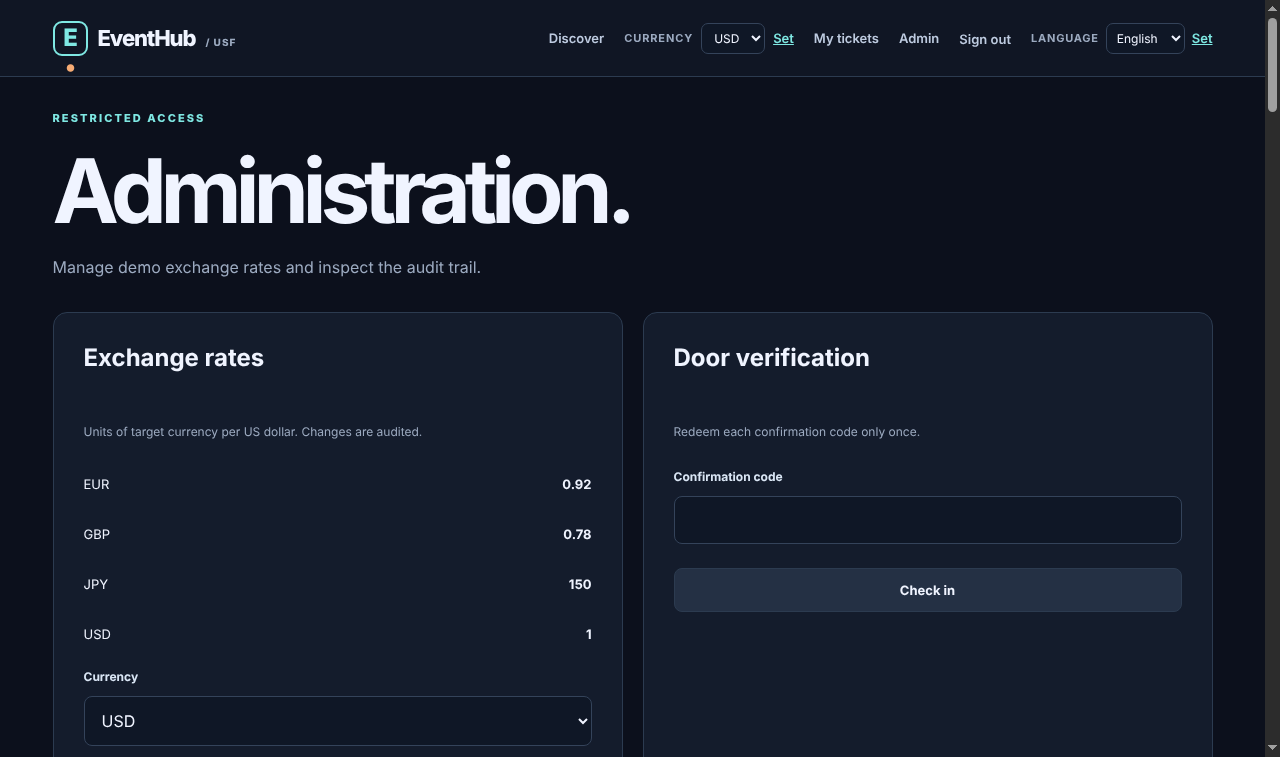 E EventHub / USF
Discover CURRENCY USD Set My tickets Admin Sign out LANGUAGE English Set
RESTRICTED ACCESS
Administration.
Manage demo exchange rates and inspect the audit trail.
Exchange rates
Units of target currency per US dollar. Changes are audited.
EUR 0.92
GBP 0.78
JPY 150
USD 1
Currency
USD
Door verification
Redeem each confirmation code only once.
Confirmation code
Check in